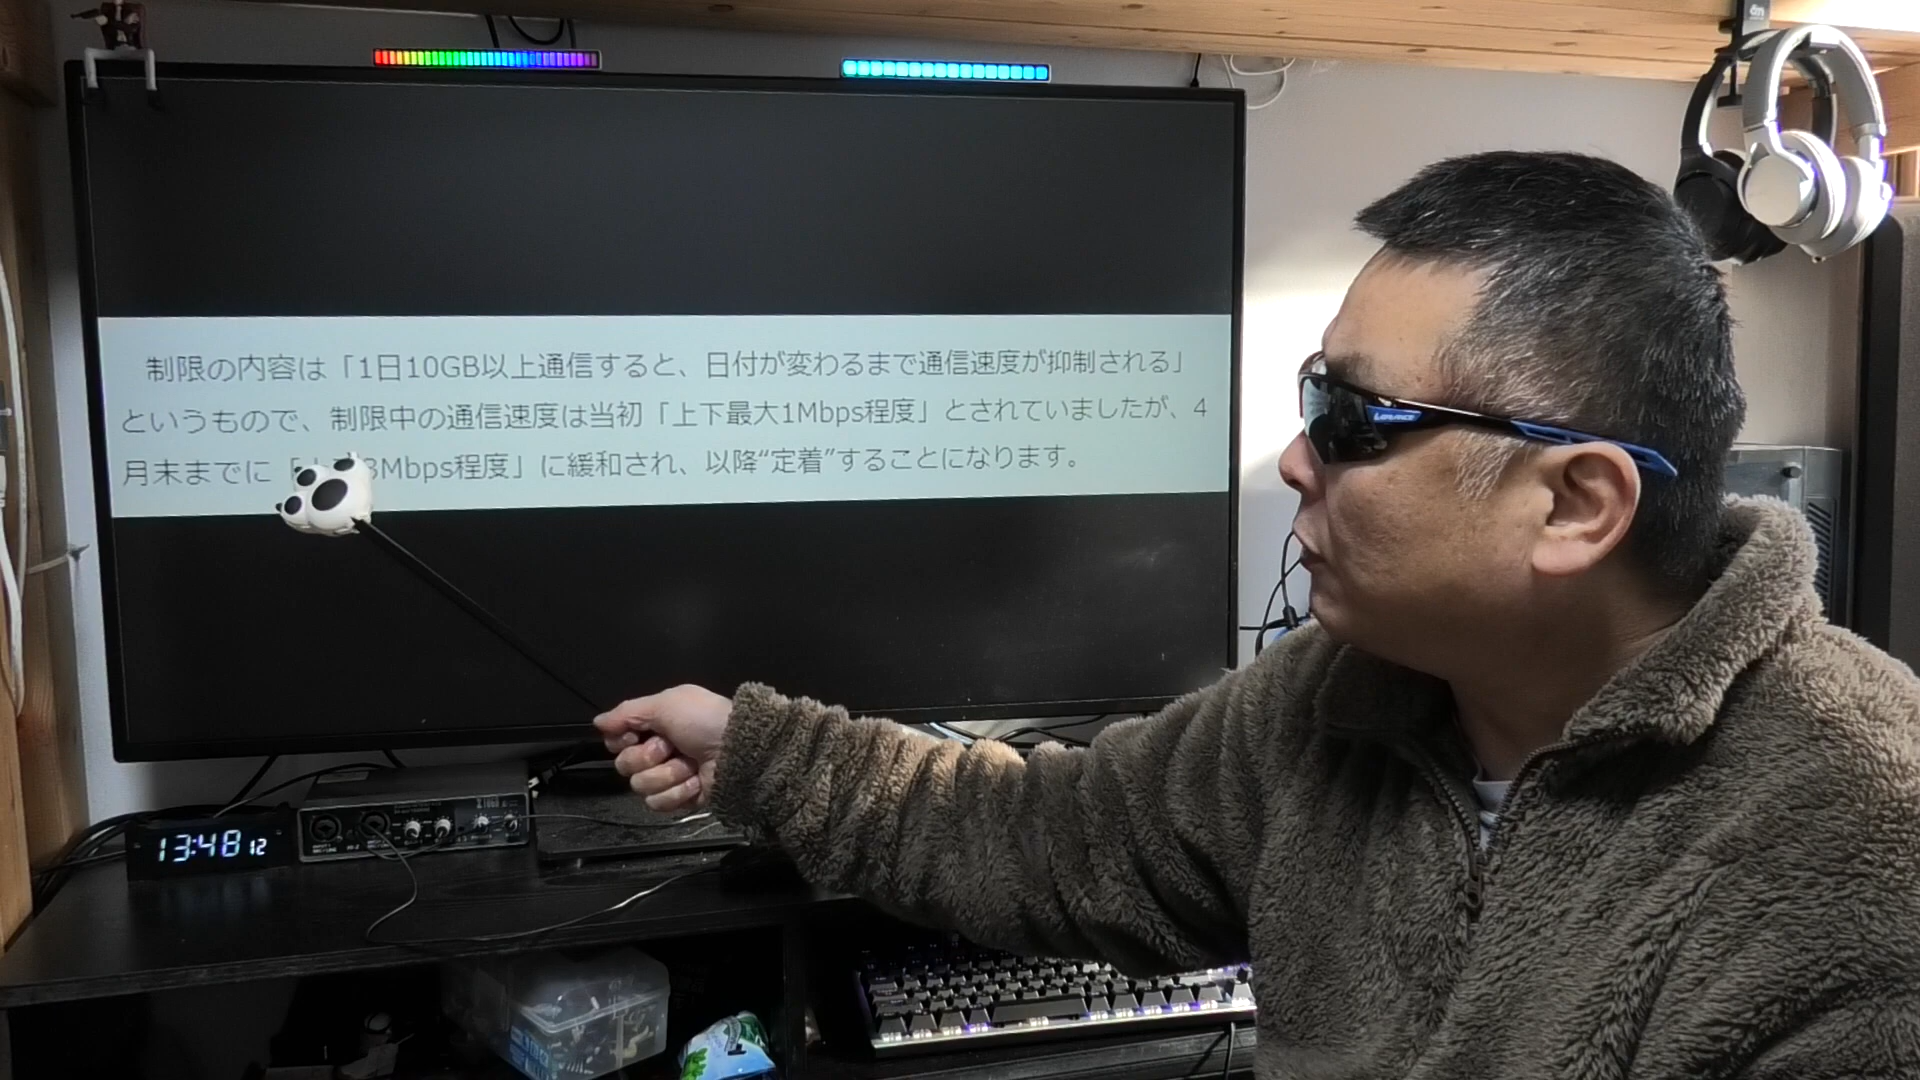 制限の内容は「1日10GB以上通信すると、日付が変わるまで通信速度が抑制される」
というもので、制限中の通信速度は当初「上下最大1Mbps程度」とされていましたが、4
月末までに「3Mbps程度」に緩和され、以降“定着”することになります。
13:48 12